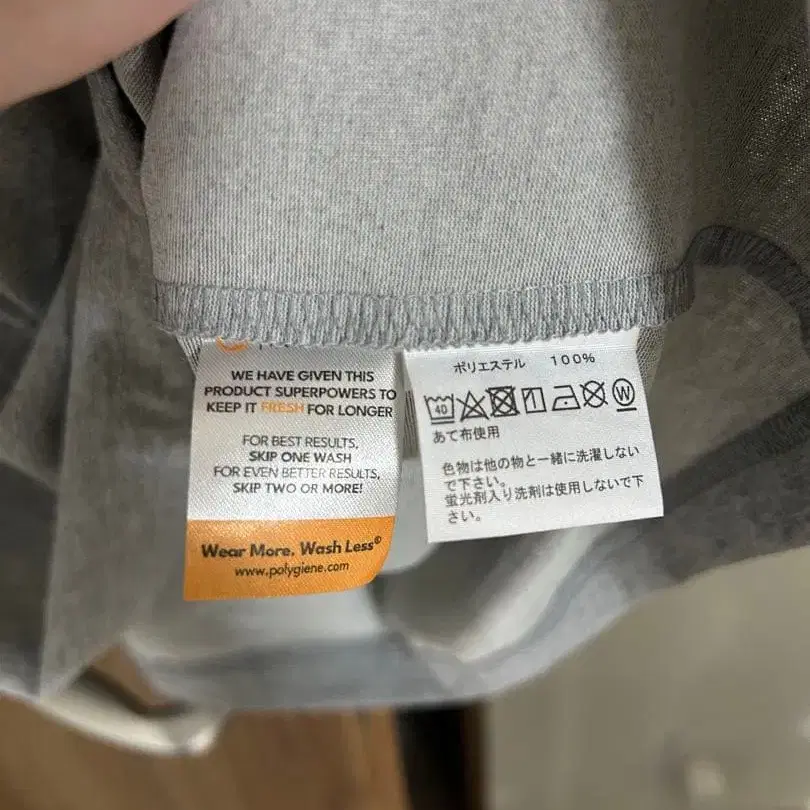 WE HAVE GIVEN THIS
PRODUCT SUPERPOWERS TO
KEEP IT FRESH FOR LONGER
FOR BEST RESULTS,
SKIP ONE WASH
FOR EVEN BETTER RESULTS,
SKIP TWO OR MORE!
Wear More. Wash Less©
www.polygiene.com
ポリエステル 100%
40 W
あて布使用
色物は他の物と一緒に洗濯しない
で下さい。
蛍光剤入り洗剤は使用しないで下
さい。